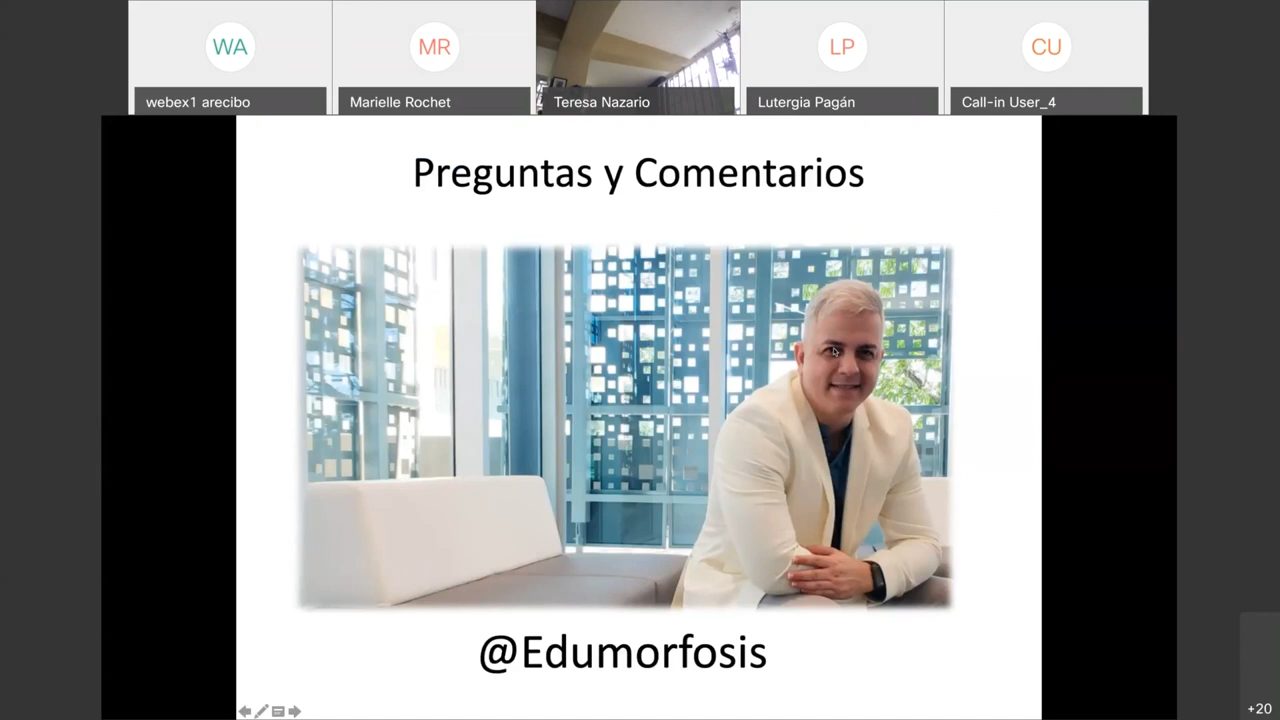 WA
MR
LP
CU
webex1 arecibo
Marielle Rochet
Teresa Nazario
Lutergia Pagán
Call-in User_4
Preguntas y Comentarios
@Edumorfosis
+20